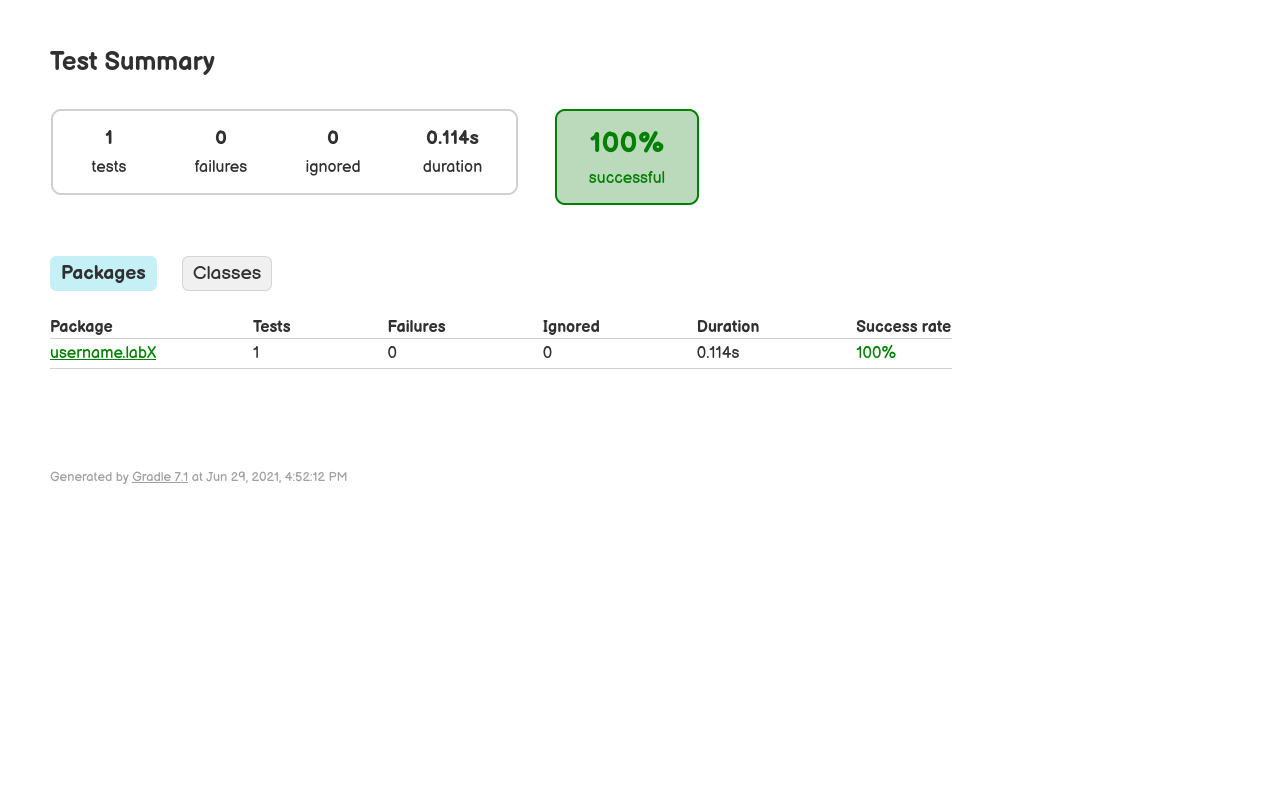 Test Summary
1 0 0 0.114s
tests failures ignored duration
100%
successful
Packages Classes
Package Tests Failures Ignored Duration Success rate
username.labX 1 0 0 0.114s 100%
Generated by Gradle 7.1 at Jun 29, 2021, 4:52:12 PM